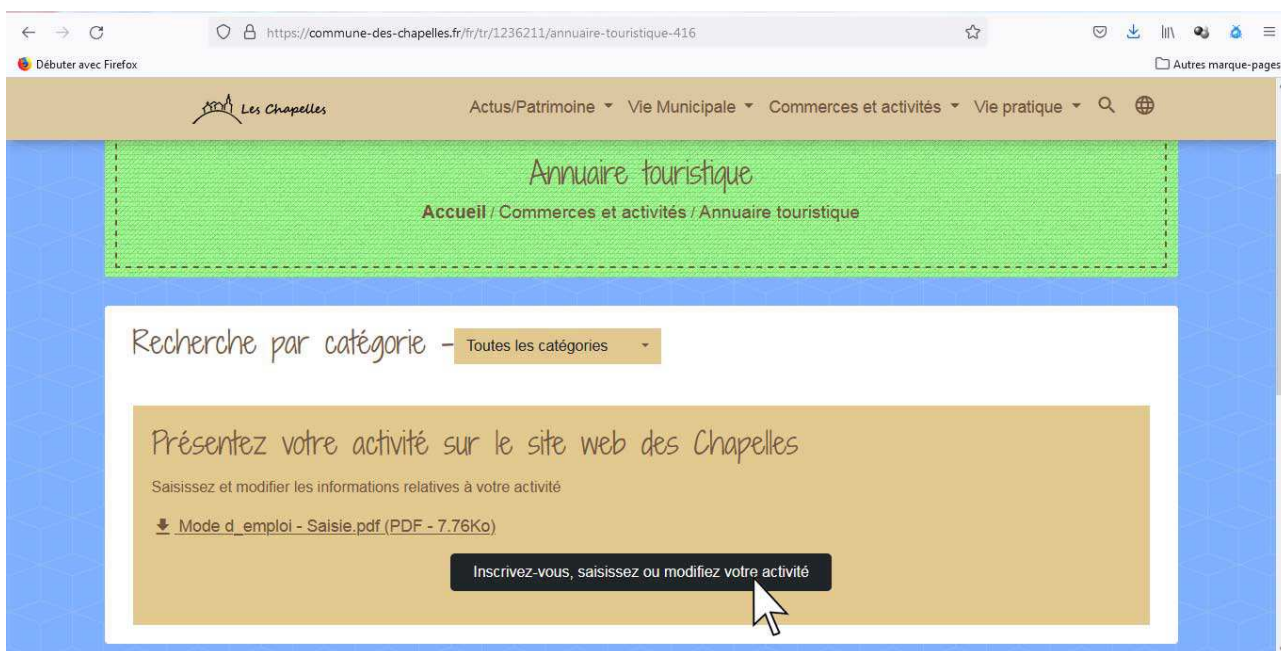 https://commune-des-chapelles.fr/fr/tr/1236211/annuaire-touristique-416
Débuter avec Firefox
Autres marque-pages
Les Chapelles
Actus/Patrimoine Vie Municipale Commerces et activités Vie pratique
Annuaire touristique
Accueil / Commerces et activités / Annuaire touristique
Recherche par catégorie - Toutes les catégories
Présentez votre activité sur le site web des Chapelles
Saisissez et modifier les informations relatives à votre activité
Mode d_emploi - Saisie.pdf (PDF - 7.76Ko)
Inscrivez-vous, saisissez ou modifiez votre activité